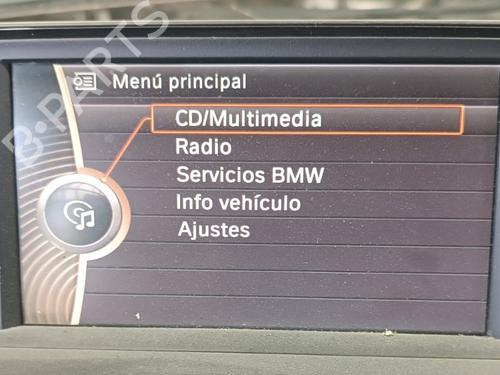 Menú principal
CD/Multimedia
Radio
Servicios BMW
Info vehículo
Ajustes
B-PARTS